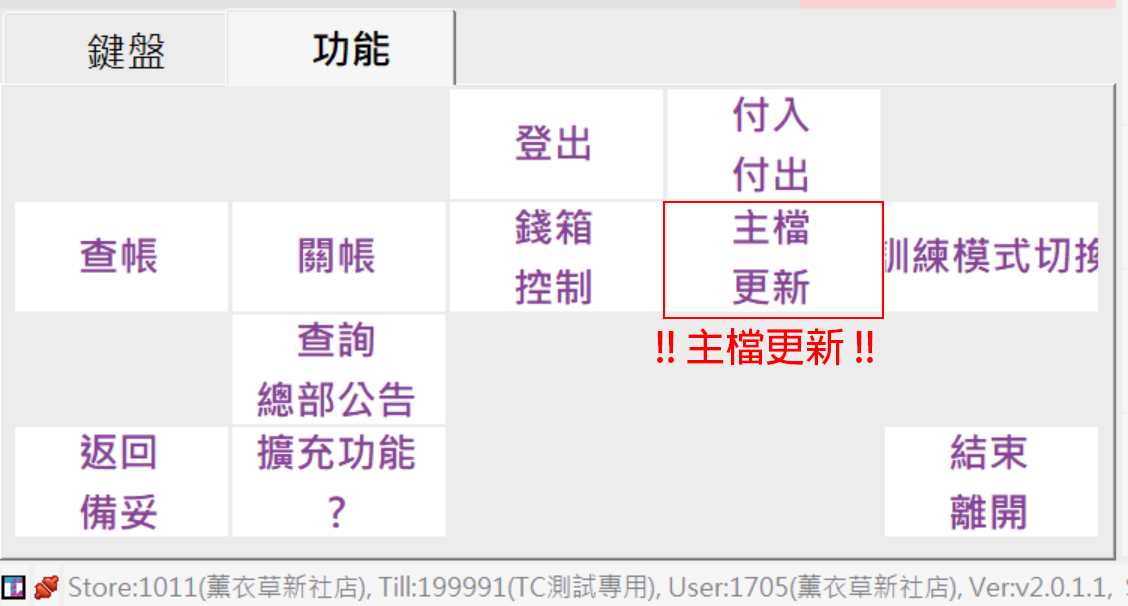 鍵盤
功能
登出
付入
付出
查帳
關帳
錢箱
控制
主檔
更新
訓練模式切換
!! 主檔更新 !!
查詢
總部公告
返回
備妥
擴充功能
?
結束
離開
Store:1011(薰衣草新社店), Till:199991(TC測試專用), User:1705(薰衣草新社店), Ver:v2.0.1.1,